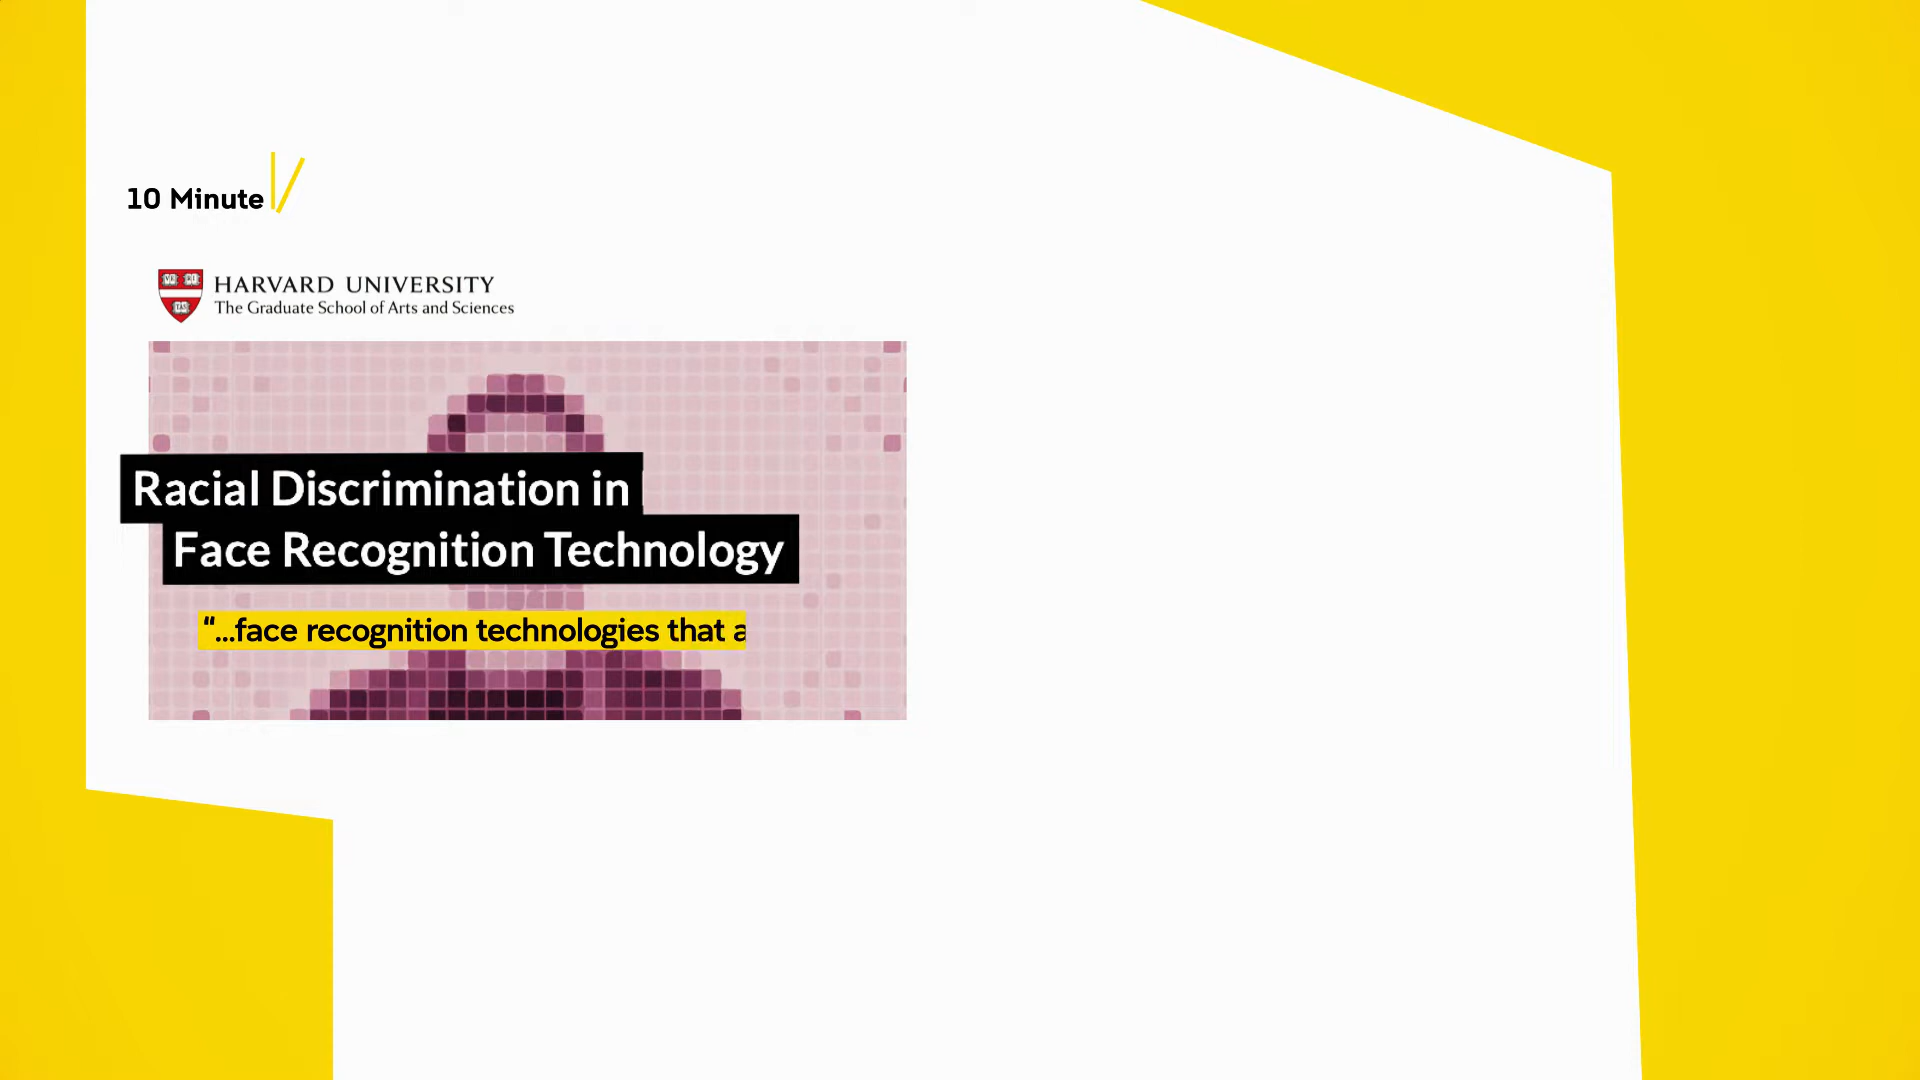 10 Minute
HARVARD UNIVERSITY
The Graduate School of Arts and Sciences
Racial Discrimination in
Face Recognition Technology
“...face recognition technologies that a